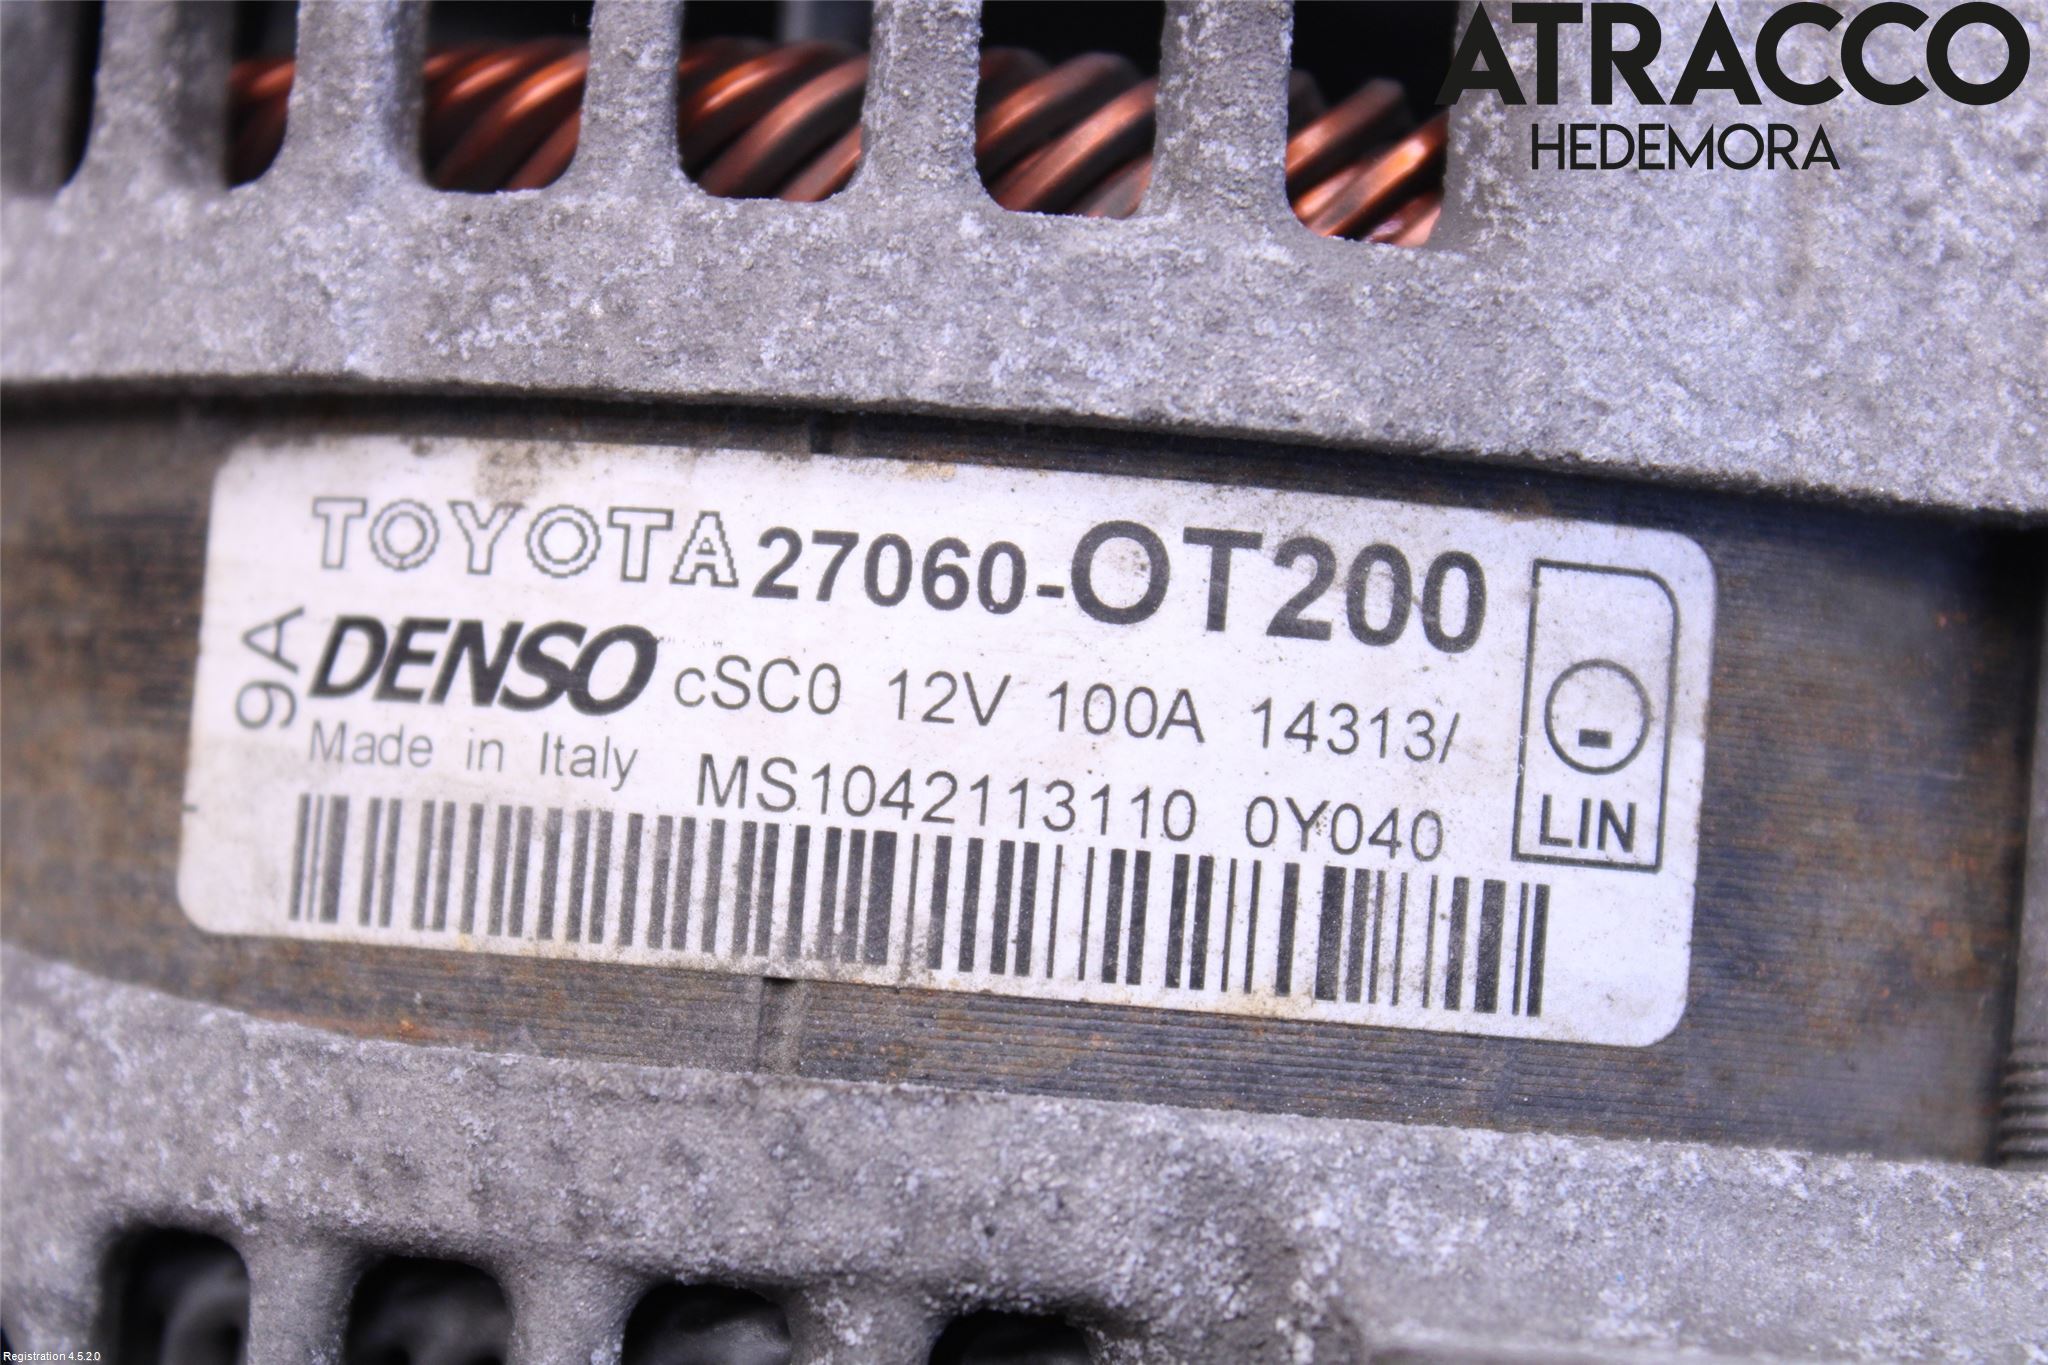 ATRACCO
HEDEMORA
TOYOTA 27060-OT200
9A
DENSO cSC0 12V 100A 14313/
Made in Italy MS1042113110 0Y040
LIN
Registration 4.5.2.0